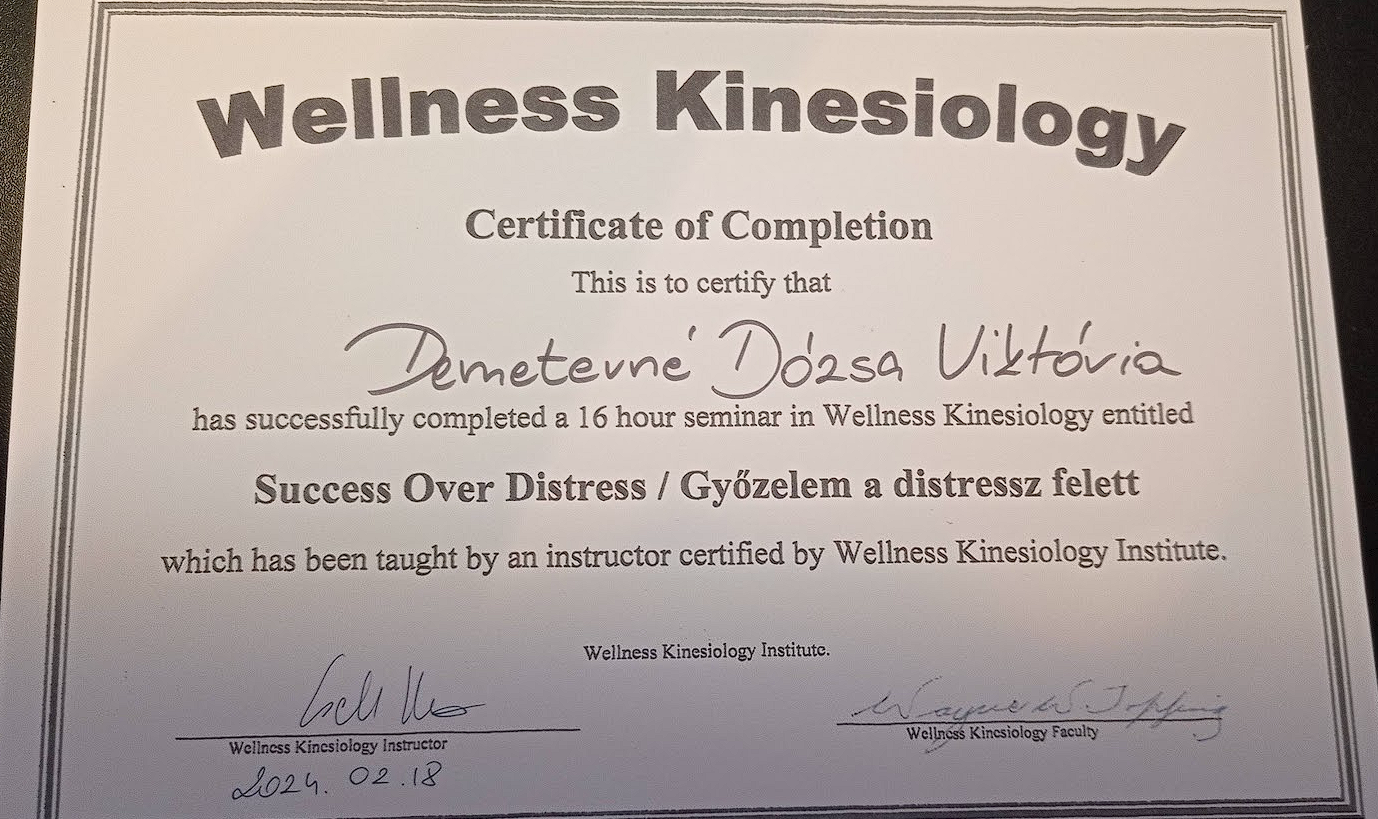 Wellness Kinesiology
Certificate of Completion
This is to certify that
Demeterné Dózsa Viktória
has successfully completed a 16 hour seminar in Wellness Kinesiology entitled
Success Over Distress / Győzelem a distressz felett
which has been taught by an instructor certified by Wellness Kinesiology Institute.
Wellness Kinesiology Institute.
Wayne W Topping
Wellness Kinesiology Instructor
Wellness Kinesiology Faculty
2024. 02.18